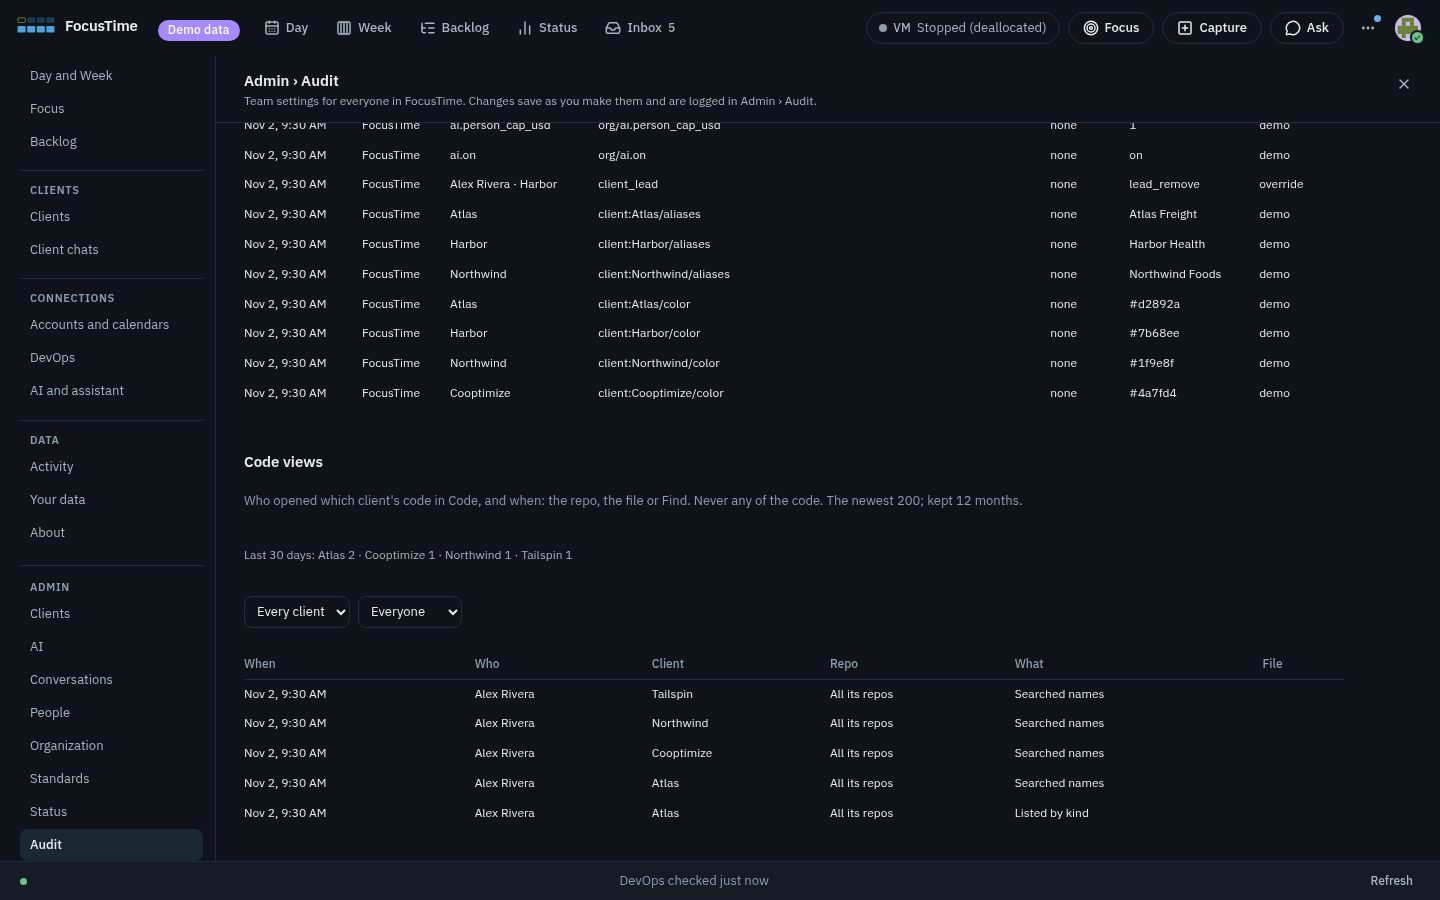 FocusTime
Demo data
Day
Week
Backlog
Status
Inbox 5
VM Stopped (deallocated)
Focus
Capture
Ask
Day and Week
Focus
Backlog
CLIENTS
Clients
Client chats
CONNECTIONS
Accounts and calendars
DevOps
AI and assistant
DATA
Activity
Your data
About
ADMIN
Clients
AI
Conversations
People
Organization
Standards
Status
Audit
Admin › Audit
Team settings for everyone in FocusTime. Changes save as you make them and are logged in Admin › Audit.
Nov 2, 9:30 AM FocusTime ai.person_cap_usd org/ai.person_cap_usd none 1 demo
Nov 2, 9:30 AM FocusTime ai.on org/ai.on none on demo
Nov 2, 9:30 AM FocusTime Alex Rivera · Harbor client_lead none lead_remove override
Nov 2, 9:30 AM FocusTime Atlas client:Atlas/aliases none Atlas Freight demo
Nov 2, 9:30 AM FocusTime Harbor client:Harbor/aliases none Harbor Health demo
Nov 2, 9:30 AM FocusTime Northwind client:Northwind/aliases none Northwind Foods demo
Nov 2, 9:30 AM FocusTime Atlas client:Atlas/color none #d2892a demo
Nov 2, 9:30 AM FocusTime Harbor client:Harbor/color none #7b68ee demo
Nov 2, 9:30 AM FocusTime Northwind client:Northwind/color none #1f9e8f demo
Nov 2, 9:30 AM FocusTime Cooptimize client:Cooptimize/color none #4a7fd4 demo
Code views
Who opened which client's code in Code, and when: the repo, the file or Find. Never any of the code. The newest 200; kept 12 months.
Last 30 days: Atlas 2 · Cooptimize 1 · Northwind 1 · Tailspin 1
Every client
Everyone
When Who Client Repo What File
Nov 2, 9:30 AM Alex Rivera Tailspin All its repos Searched names
Nov 2, 9:30 AM Alex Rivera Northwind All its repos Searched names
Nov 2, 9:30 AM Alex Rivera Cooptimize All its repos Searched names
Nov 2, 9:30 AM Alex Rivera Atlas All its repos Searched names
Nov 2, 9:30 AM Alex Rivera Atlas All its repos Listed by kind
DevOps checked just now
Refresh